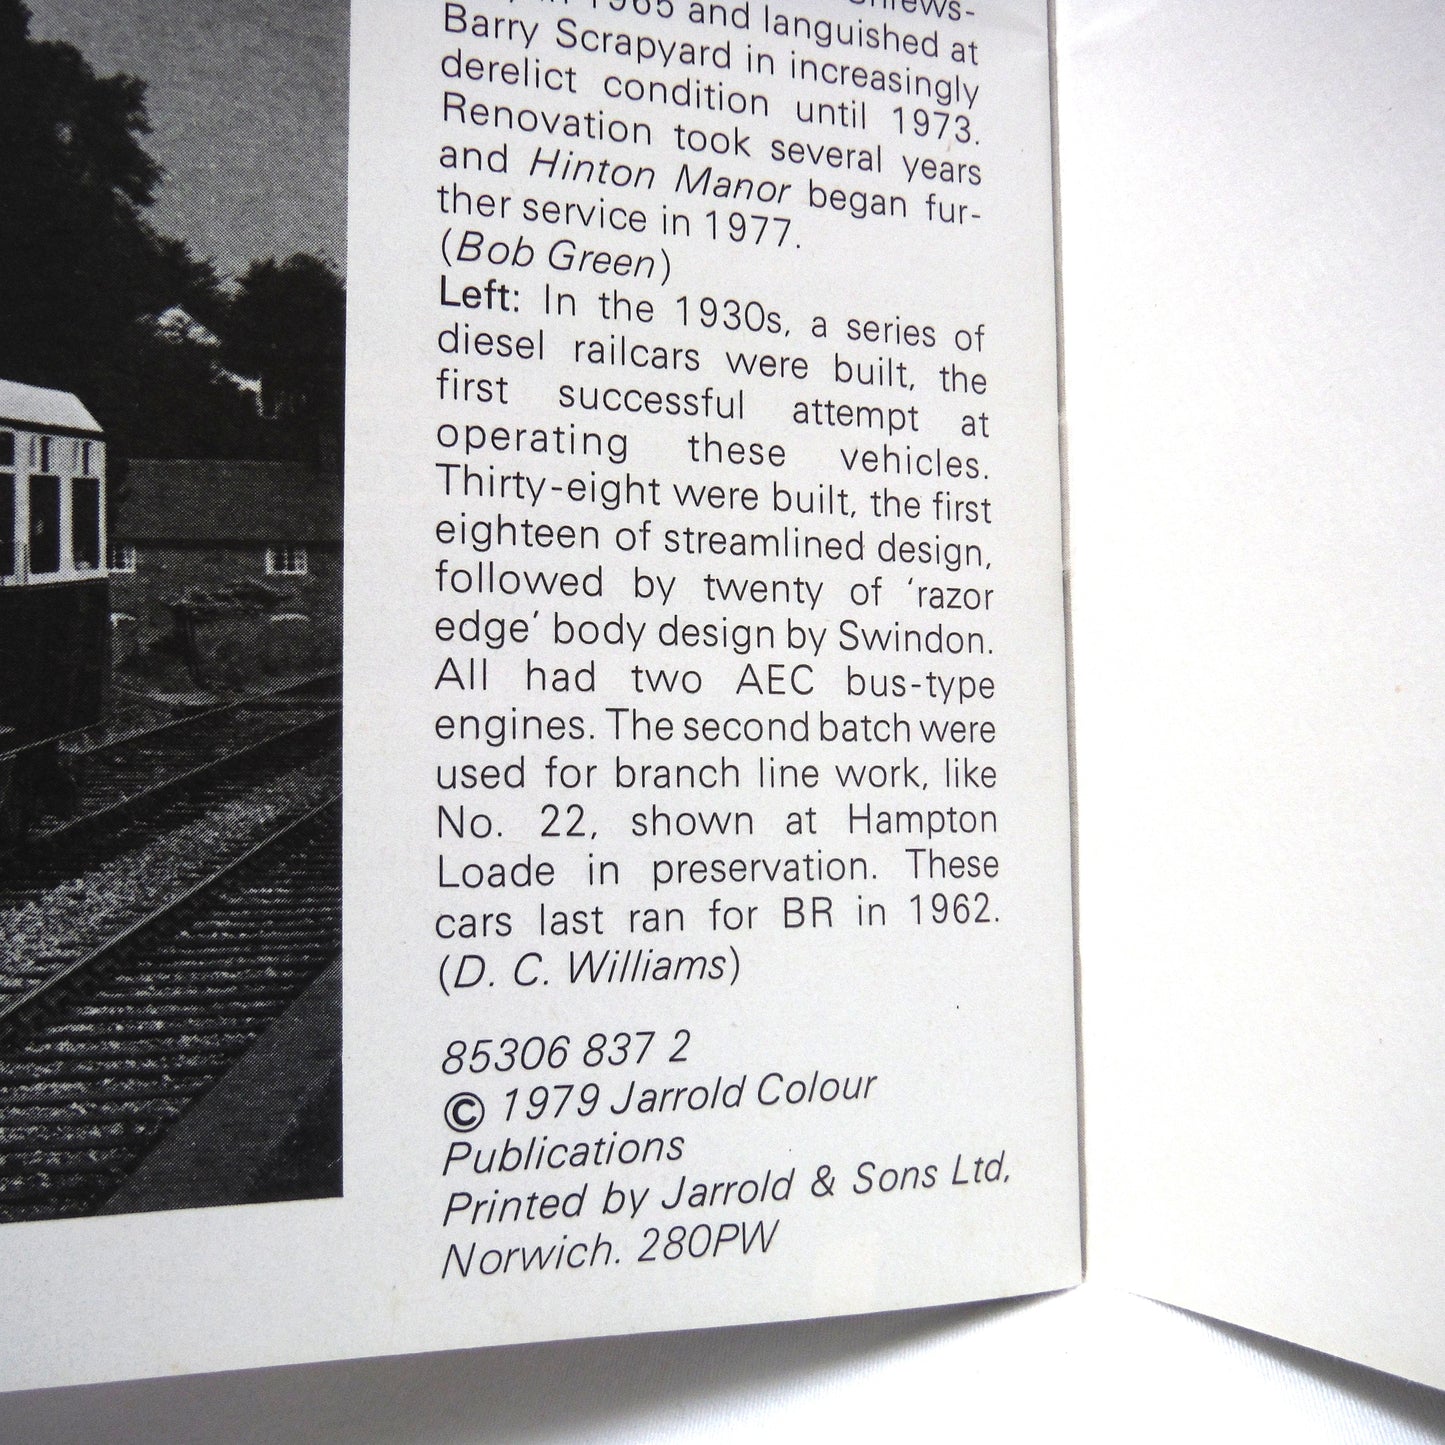 in 1965 and languished at
Barry Scrapyard in increasingly
derelict condition until 1973.
Renovation took several years
and Hinton Manor began fur-
ther service in 1977.
(Bob Green)
Left: In the 1930s, a series of
diesel railcars were built, the
first successful attempt at
operating these vehicles.
Thirty-eight were built, the first
eighteen of streamlined design,
followed by twenty of ‘razor
edge’ body design by Swindon.
All had two AEC bus-type
engines. The second batch were
used for branch line work, like
No. 22, shown at Hampton
Loade in preservation. These
cars last ran for BR in 1962.
(D. C. Williams)
85306 837 2
© 1979 Jarrold Colour
Publications
Printed by Jarrold & Sons Ltd,
Norwich. 280PW